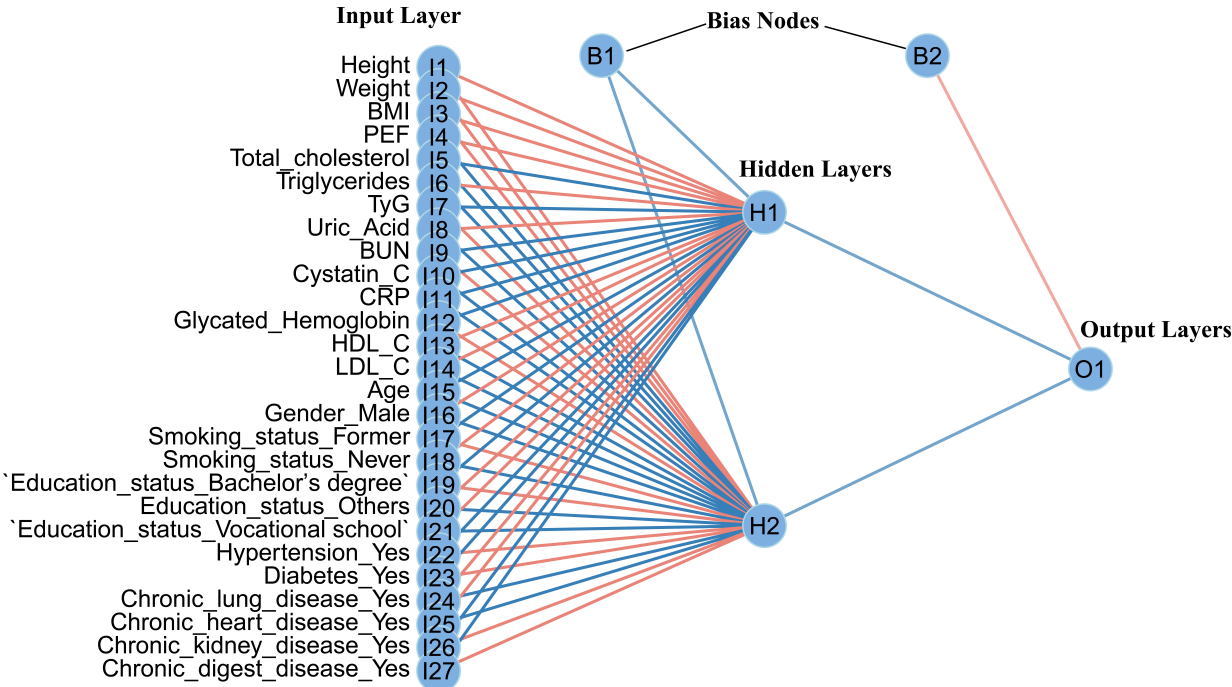 Input Layer
Bias Nodes
B1
B2
Height I1
Weight I2
BMI I3
PEF I4
Total_cholesterol I5
Triglycerides I6
Hidden Layers
TyG I7
H1
Uric_Acid I8
BUN I9
Cystatin_C I10
CRP I11
Glycated_Hemoglobin I12
Output Layers
HDL_C I13
LDL_C I14
O1
Age I15
Gender_Male I16
Smoking_status_Former I17
Smoking_status_Never I18
`Education_status_Bachelor’s degree` I19
Education_status_Others I20
H2
`Education_status_Vocational school` I21
Hypertension_Yes I22
Diabetes_Yes I23
Chronic_lung_disease_Yes I24
Chronic_heart_disease_Yes I25
Chronic_kidney_disease_Yes I26
Chronic_digest_disease_Yes I27